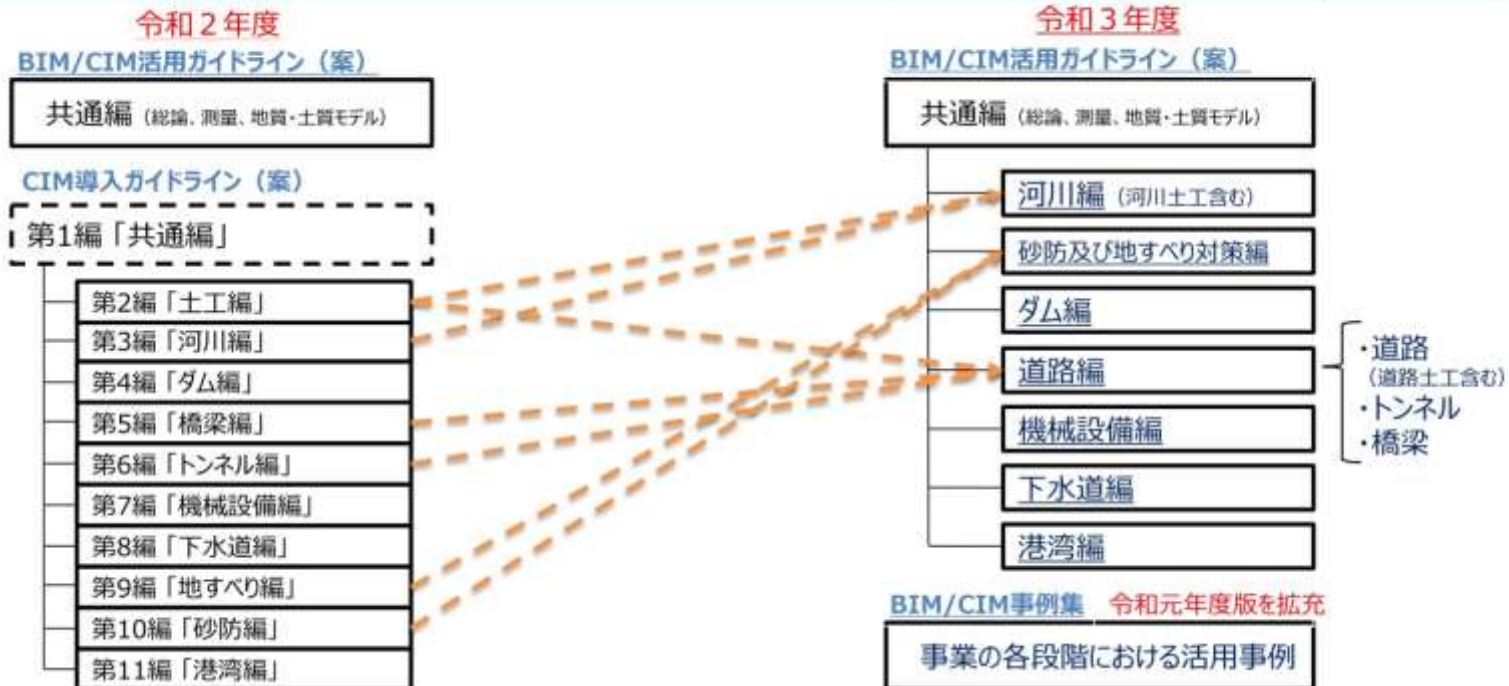 令和２年度
BIM/CIM活用ガイドライン（案）
共通編（総論、測量、地質・土質モデル）
CIM導入ガイドライン（案）
第1編「共通編」
第2編「土工編」
第3編「河川編」
第4編「ダム編」
第5編「橋梁編」
第6編「トンネル編」
第7編「機械設備編」
第8編「下水道編」
第9編「地すべり編」
第10編「砂防編」
第11編「港湾編」
令和３年度
BIM/CIM活用ガイドライン（案）
共通編（総論、測量、地質・土質モデル）
河川編（河川土工含む）
砂防及び地すべり対策編
ダム編
道路編
機械設備編
下水道編
港湾編
・道路
（道路土工含む）
・トンネル
・橋梁
BIM/CIM事例集 令和元年度版を拡充
事業の各段階における活用事例